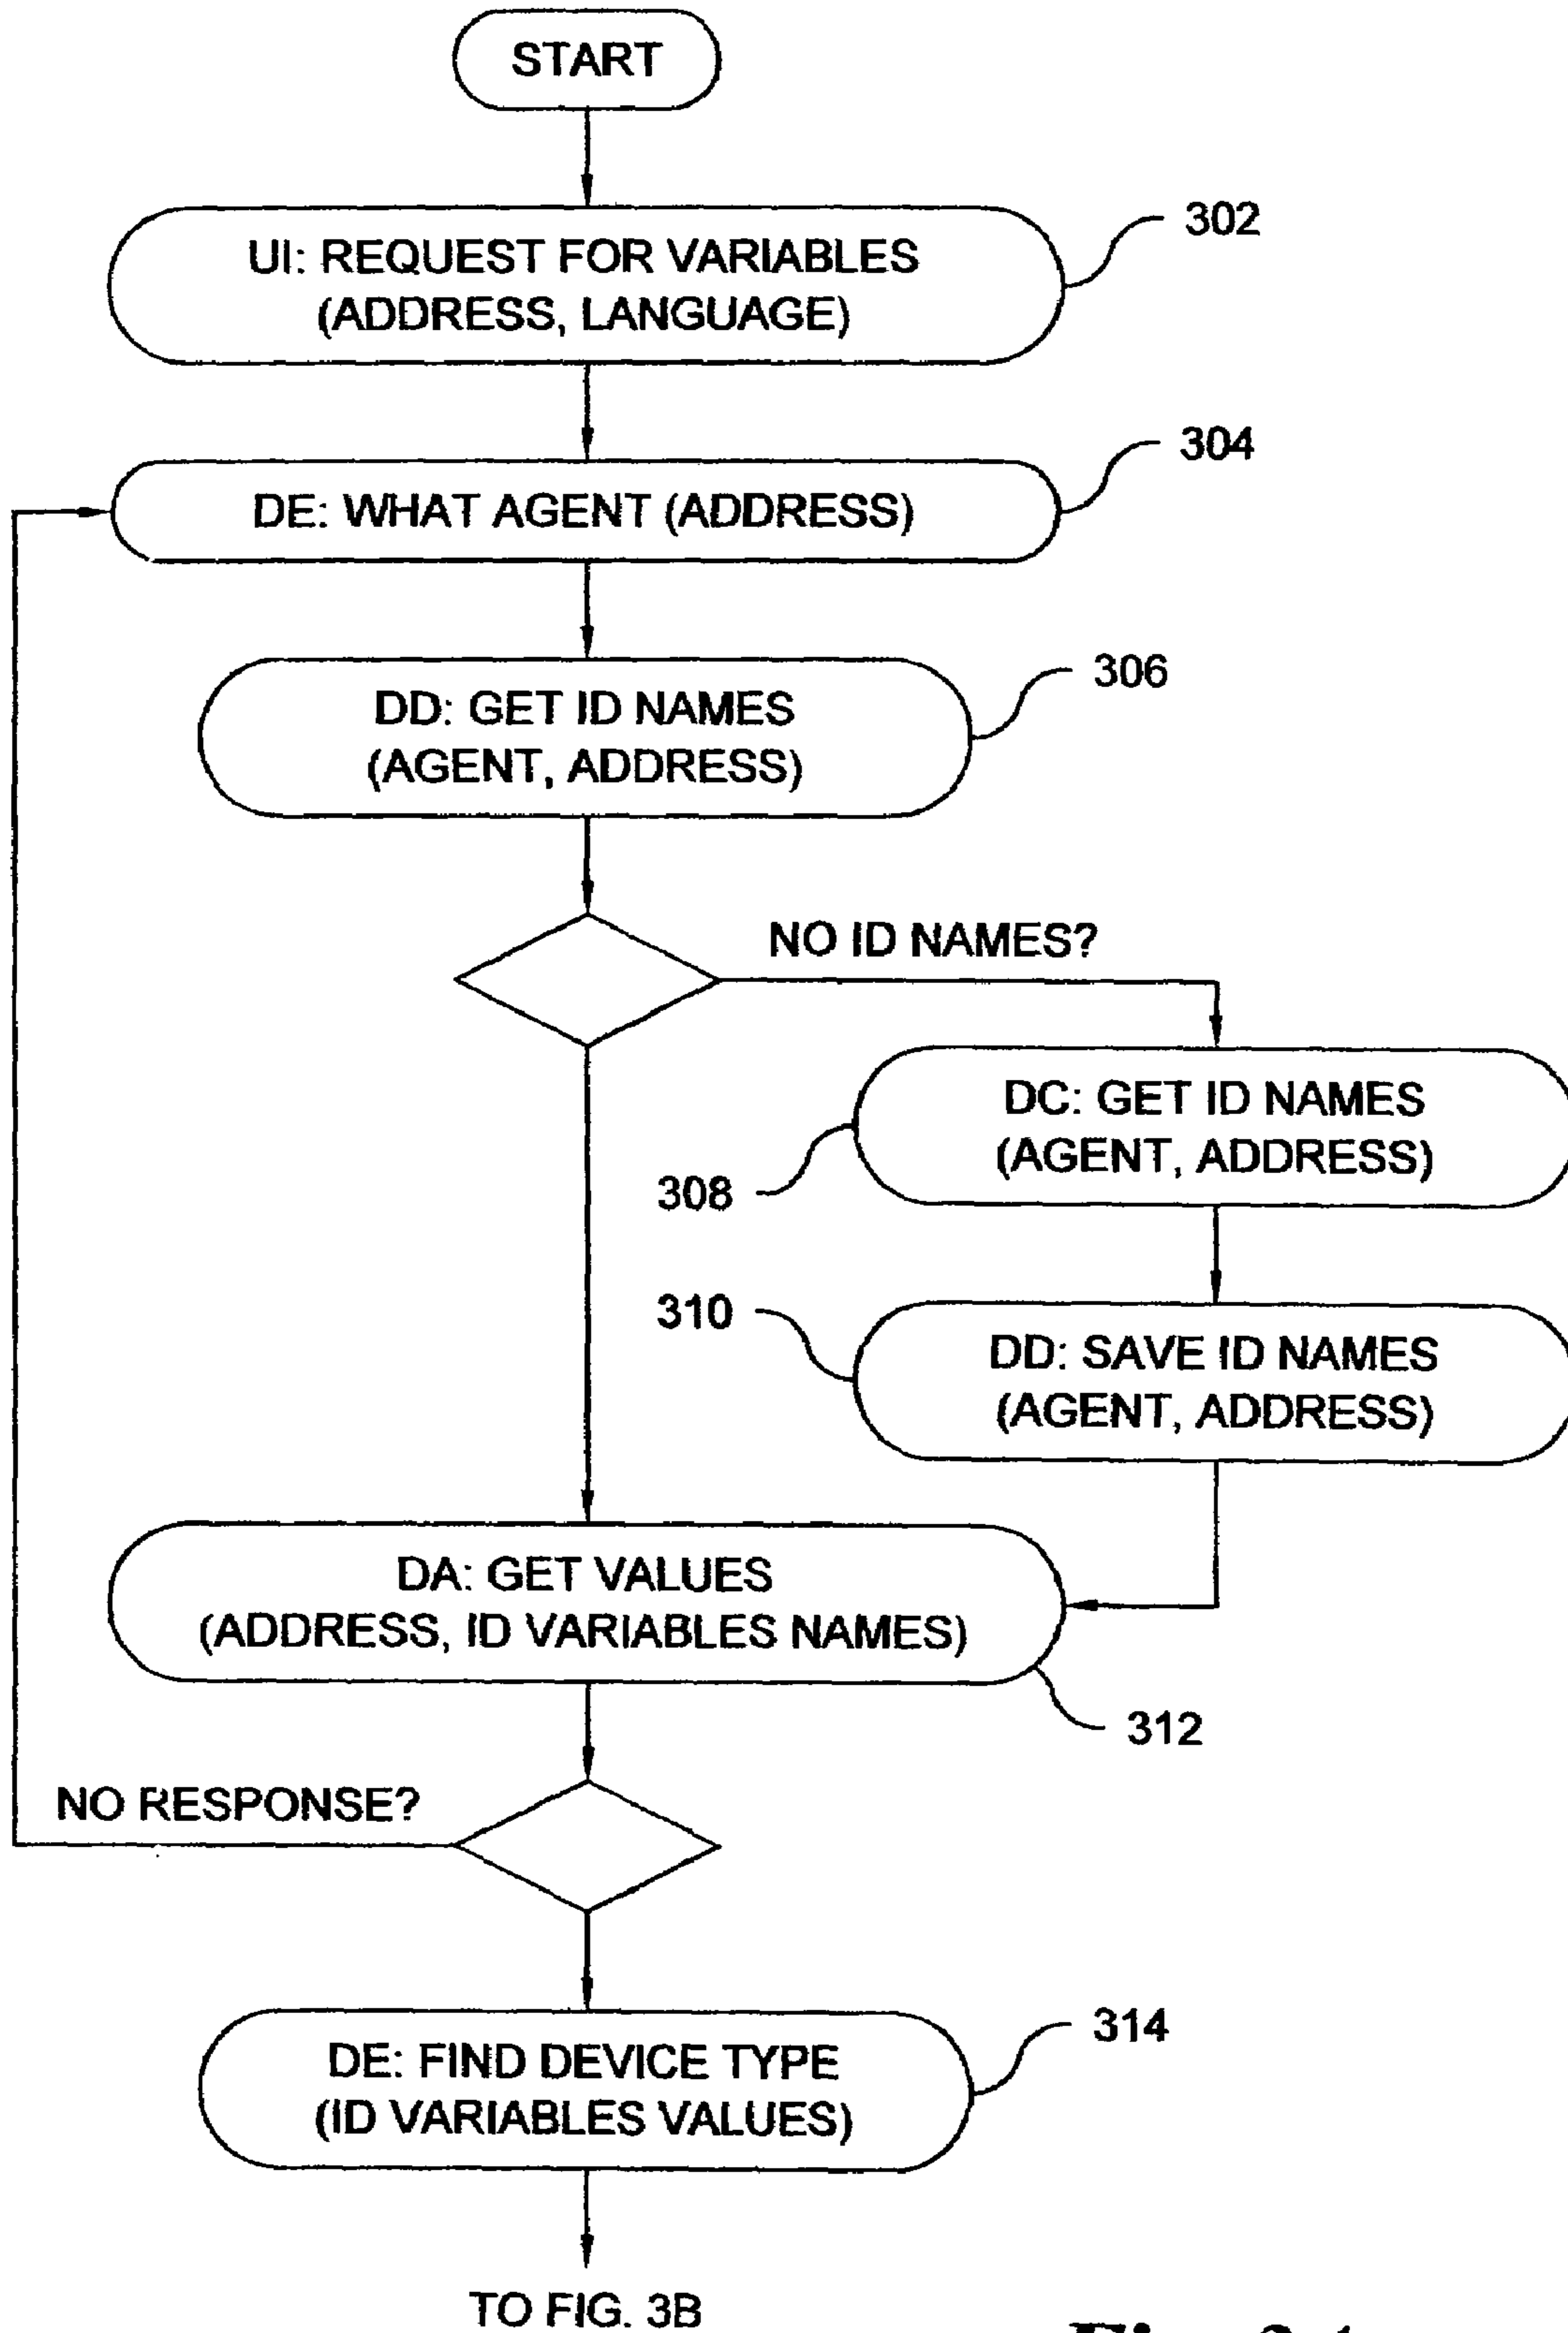 START
UI: REQUEST FOR VARIABLES
(ADDRESS, LANGUAGE)
302
DE: WHAT AGENT (ADDRESS)
304
DD: GET ID NAMES
(AGENT, ADDRESS)
306
NO ID NAMES?
DC: GET ID NAMES
(AGENT, ADDRESS)
308
DD: SAVE ID NAMES
(AGENT, ADDRESS)
310
DA: GET VALUES
(ADDRESS, ID VARIABLES NAMES)
312
NO RESPONSE?
DE: FIND DEVICE TYPE
(ID VARIABLES VALUES)
314
TO FIG. 3B